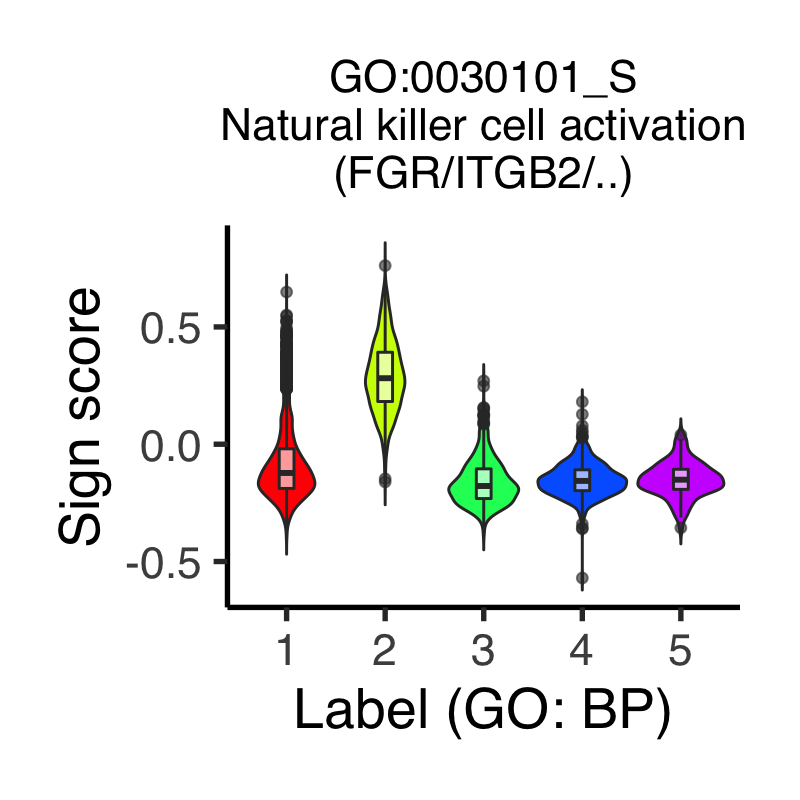 GO:0030101_S
Natural killer cell activation
(FGR/ITGB2/..)
Sign score
0.5
0.0
-0.5
1 2 3 4 5
Label (GO: BP)